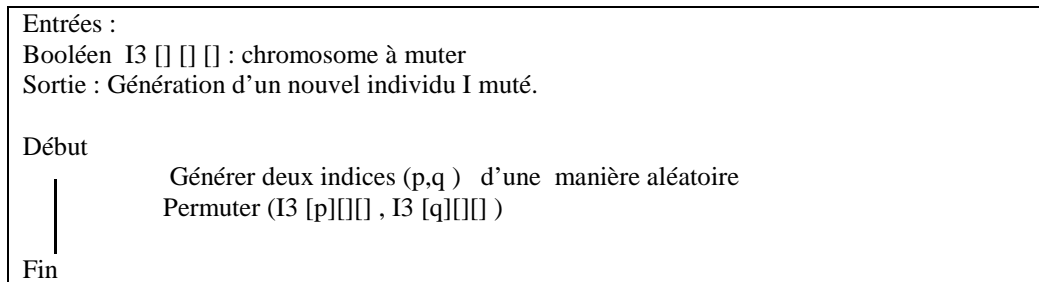 Entrées :
Booléen I3 [] [] [] : chromosome à muter
Sortie : Génération d’un nouvel individu I muté.
Début
Générer deux indices (p,q ) d’une manière aléatoire
Permuter (I3 [p][][] , I3 [q][][] )
Fin